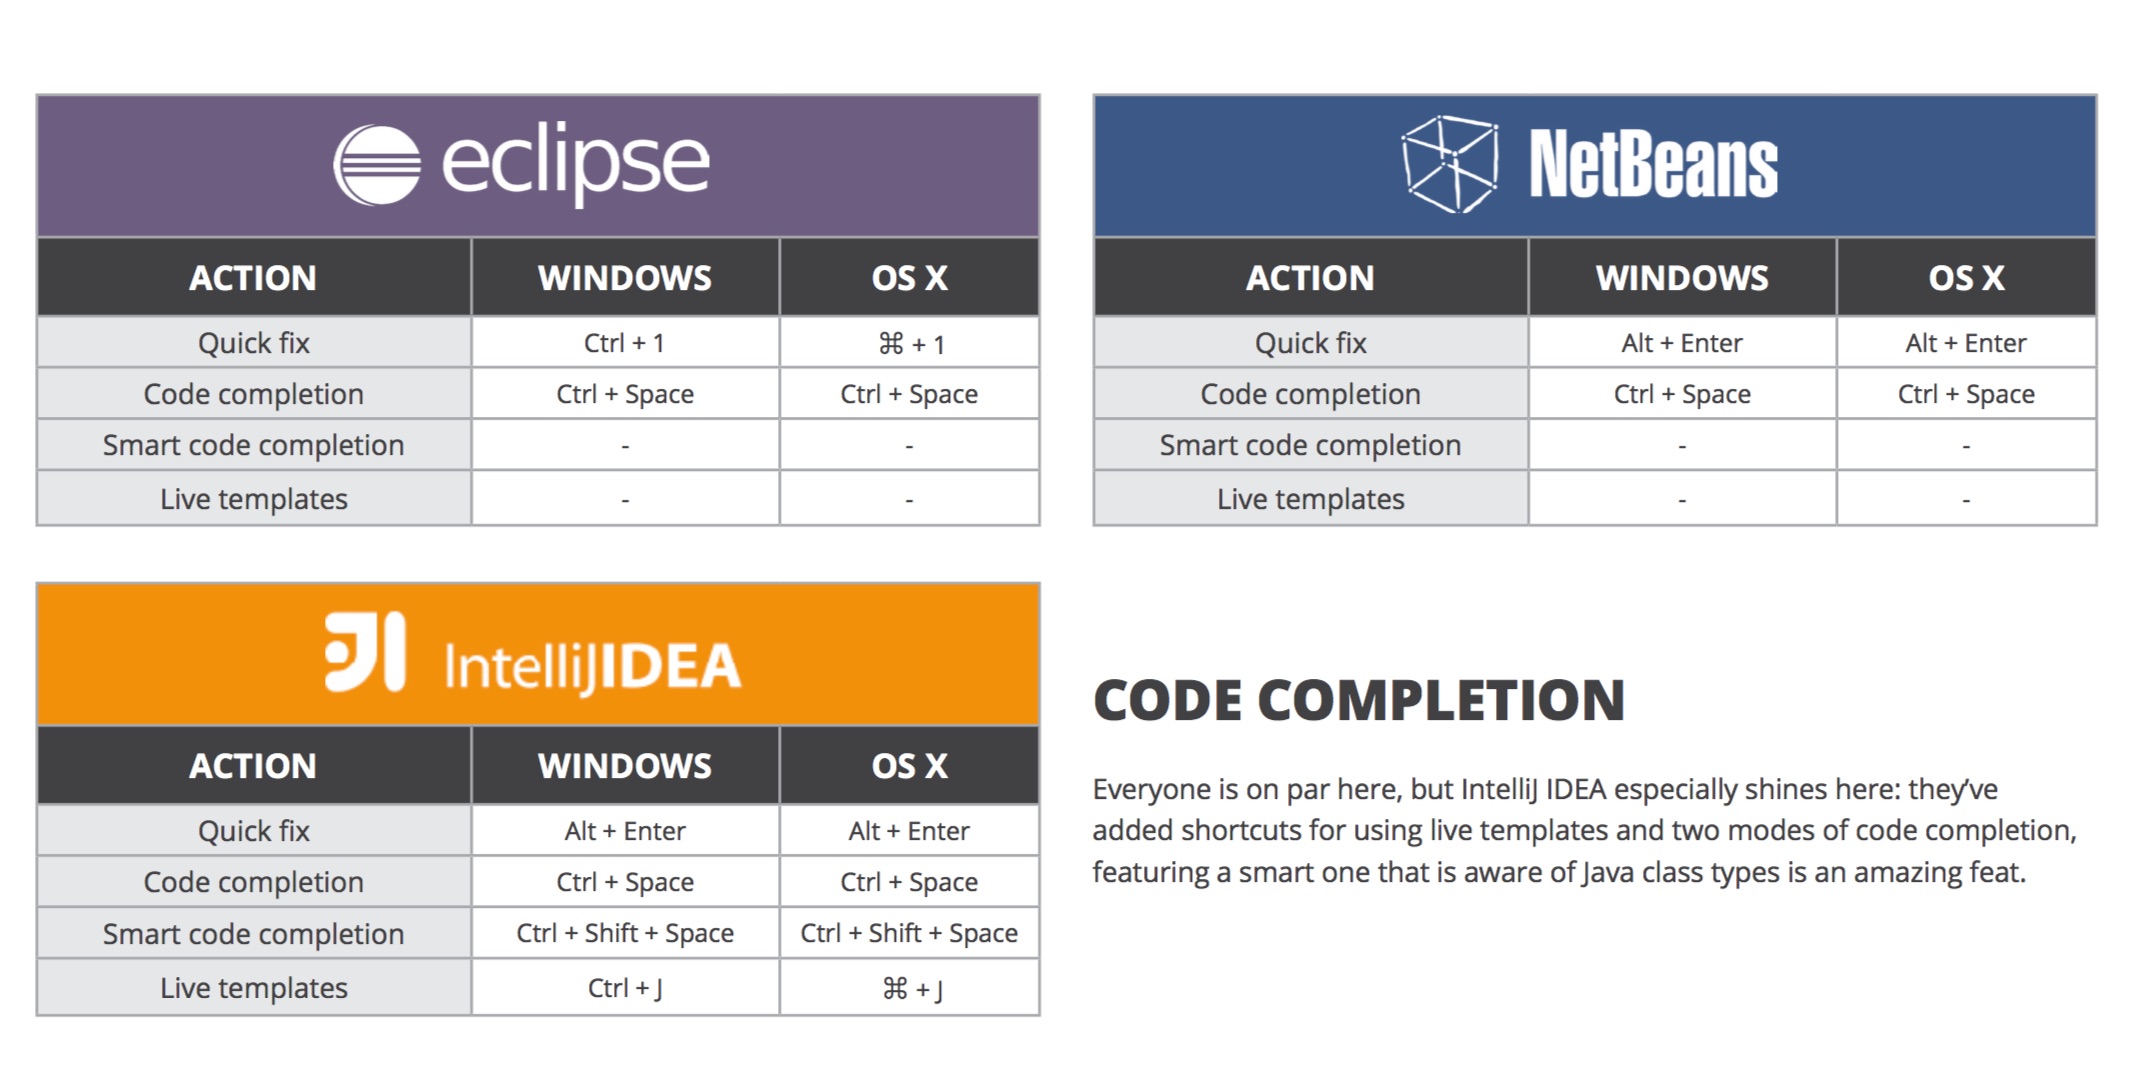 eclipse
ACTION WINDOWS OS X
Quick fix Ctrl + 1 ⌘ + 1
Code completion Ctrl + Space Ctrl + Space
Smart code completion - -
Live templates - -
NetBeans
ACTION WINDOWS OS X
Quick fix Alt + Enter Alt + Enter
Code completion Ctrl + Space Ctrl + Space
Smart code completion - -
Live templates - -
IntelliJIDEA
ACTION WINDOWS OS X
Quick fix Alt + Enter Alt + Enter
Code completion Ctrl + Space Ctrl + Space
Smart code completion Ctrl + Shift + Space Ctrl + Shift + Space
Live templates Ctrl + J ⌘ + J
CODE COMPLETION
Everyone is on par here, but IntelliJ IDEA especially shines here: they’ve
added shortcuts for using live templates and two modes of code completion,
featuring a smart one that is aware of Java class types is an amazing feat.